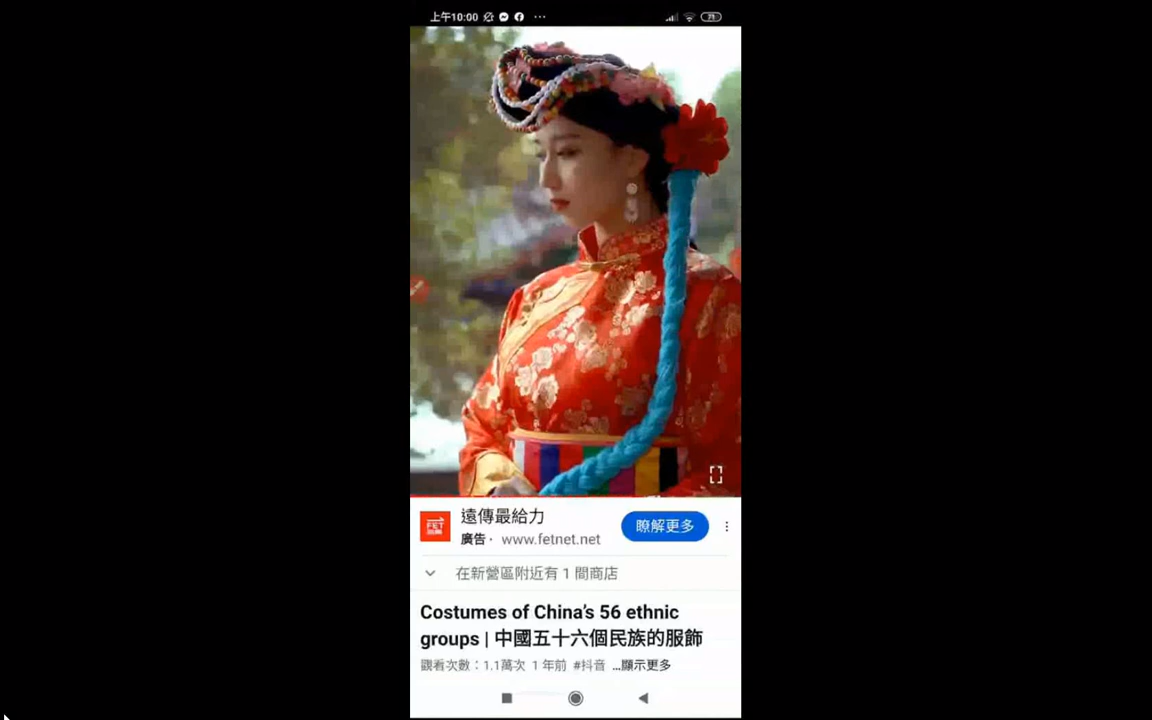 上午10:00
遠傳最給力
FET
廣告· www.fetnet.net
瞭解更多
在新營區附近有 1 間商店
Costumes of China's 56 ethnic
groups | 中國五十六個民族的服飾
觀看次數：1.1萬次 1 年前 #抖音 ...顯示更多